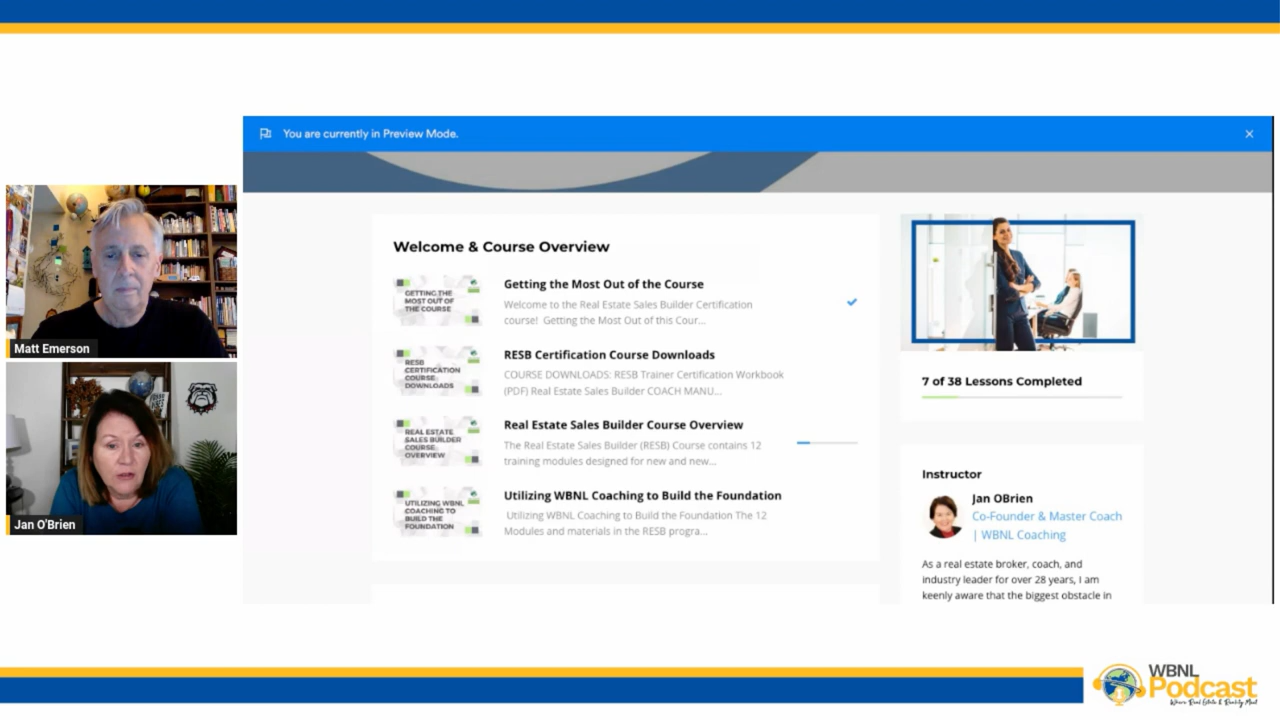 You are currently in Preview Mode.
Welcome & Course Overview
GETTING THE
MOST OUT OF
THE COURSE
Getting the Most Out of the Course
Welcome to the Real Estate Sales Builder Certification
course!  Getting the Most Out of this Cour...
RESB
CERTIFICATION
COURSE
DOWNLOADS
RESB Certification Course Downloads
COURSE DOWNLOADS: RESB Trainer Certification Workbook
(PDF) Real Estate Sales Builder COACH MANU...
REAL ESTATE
SALES BUILDER
COURSE
OVERVIEW
Real Estate Sales Builder Course Overview
The Real Estate Sales Builder (RESB) Course contains 12
training modules designed for new and new...
UTILIZING WBNL
COACHING TO
BUILD THE
FOUNDATION
Utilizing WBNL Coaching to Build the Foundation
Utilizing WBNL Coaching to Build the Foundation The 12
Modules and materials in the RESB progra...
7 of 38 Lessons Completed
Instructor
Jan OBrien
Co-Founder & Master Coach
| WBNL Coaching
As a real estate broker, coach, and
industry leader for over 28 years, I am
keenly aware that the biggest obstacle in
Matt Emerson
Jan O'Brien
WBNL
Podcast
Where Real Estate & Reality Meet